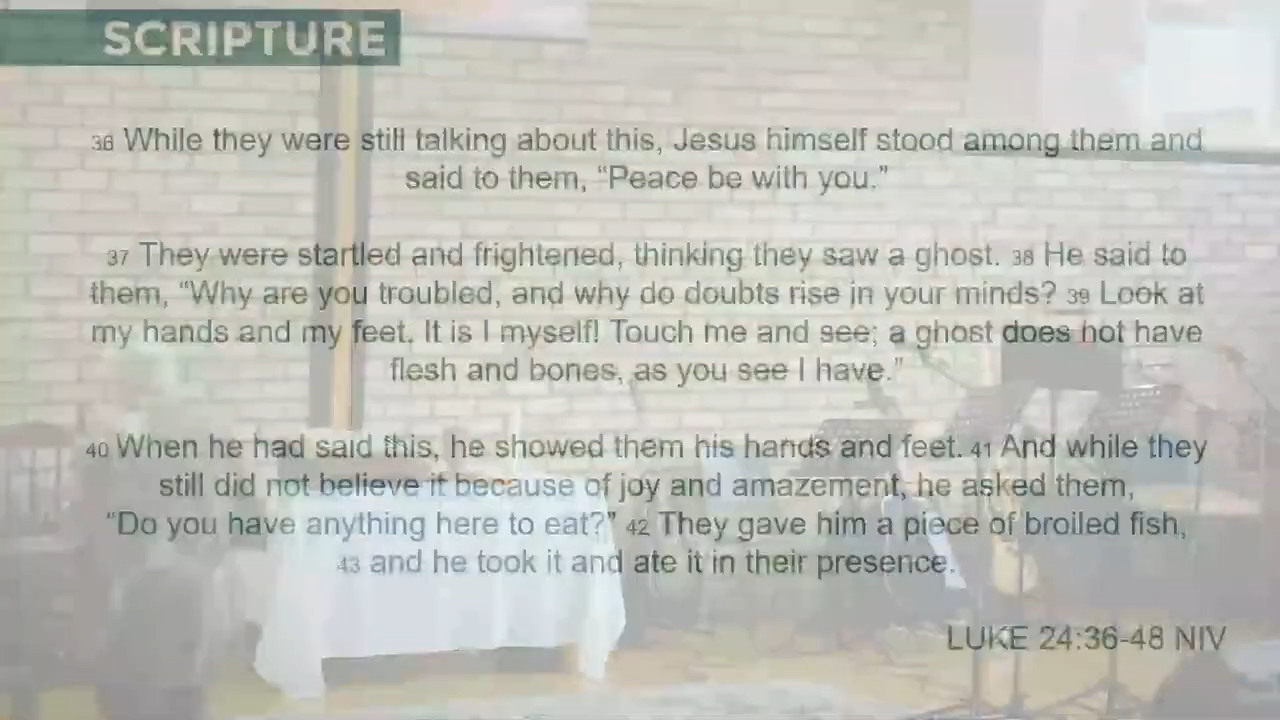 SCRIPTURE
36 While they were still talking about this, Jesus himself stood among them and
said to them, “Peace be with you.”
37 They were startled and frightened, thinking they saw a ghost. 38 He said to
them, “Why are you troubled, and why do doubts rise in your minds? 39 Look at
my hands and my feet. It is I myself! Touch me and see; a ghost does not have
flesh and bones, as you see I have.”
40 When he had said this, he showed them his hands and feet. 41 And while they
still did not believe it because of joy and amazement, he asked them,
“Do you have anything here to eat?” 42 They gave him a piece of broiled fish,
43 and he took it and ate it in their presence.
LUKE 24:36-48 NIV